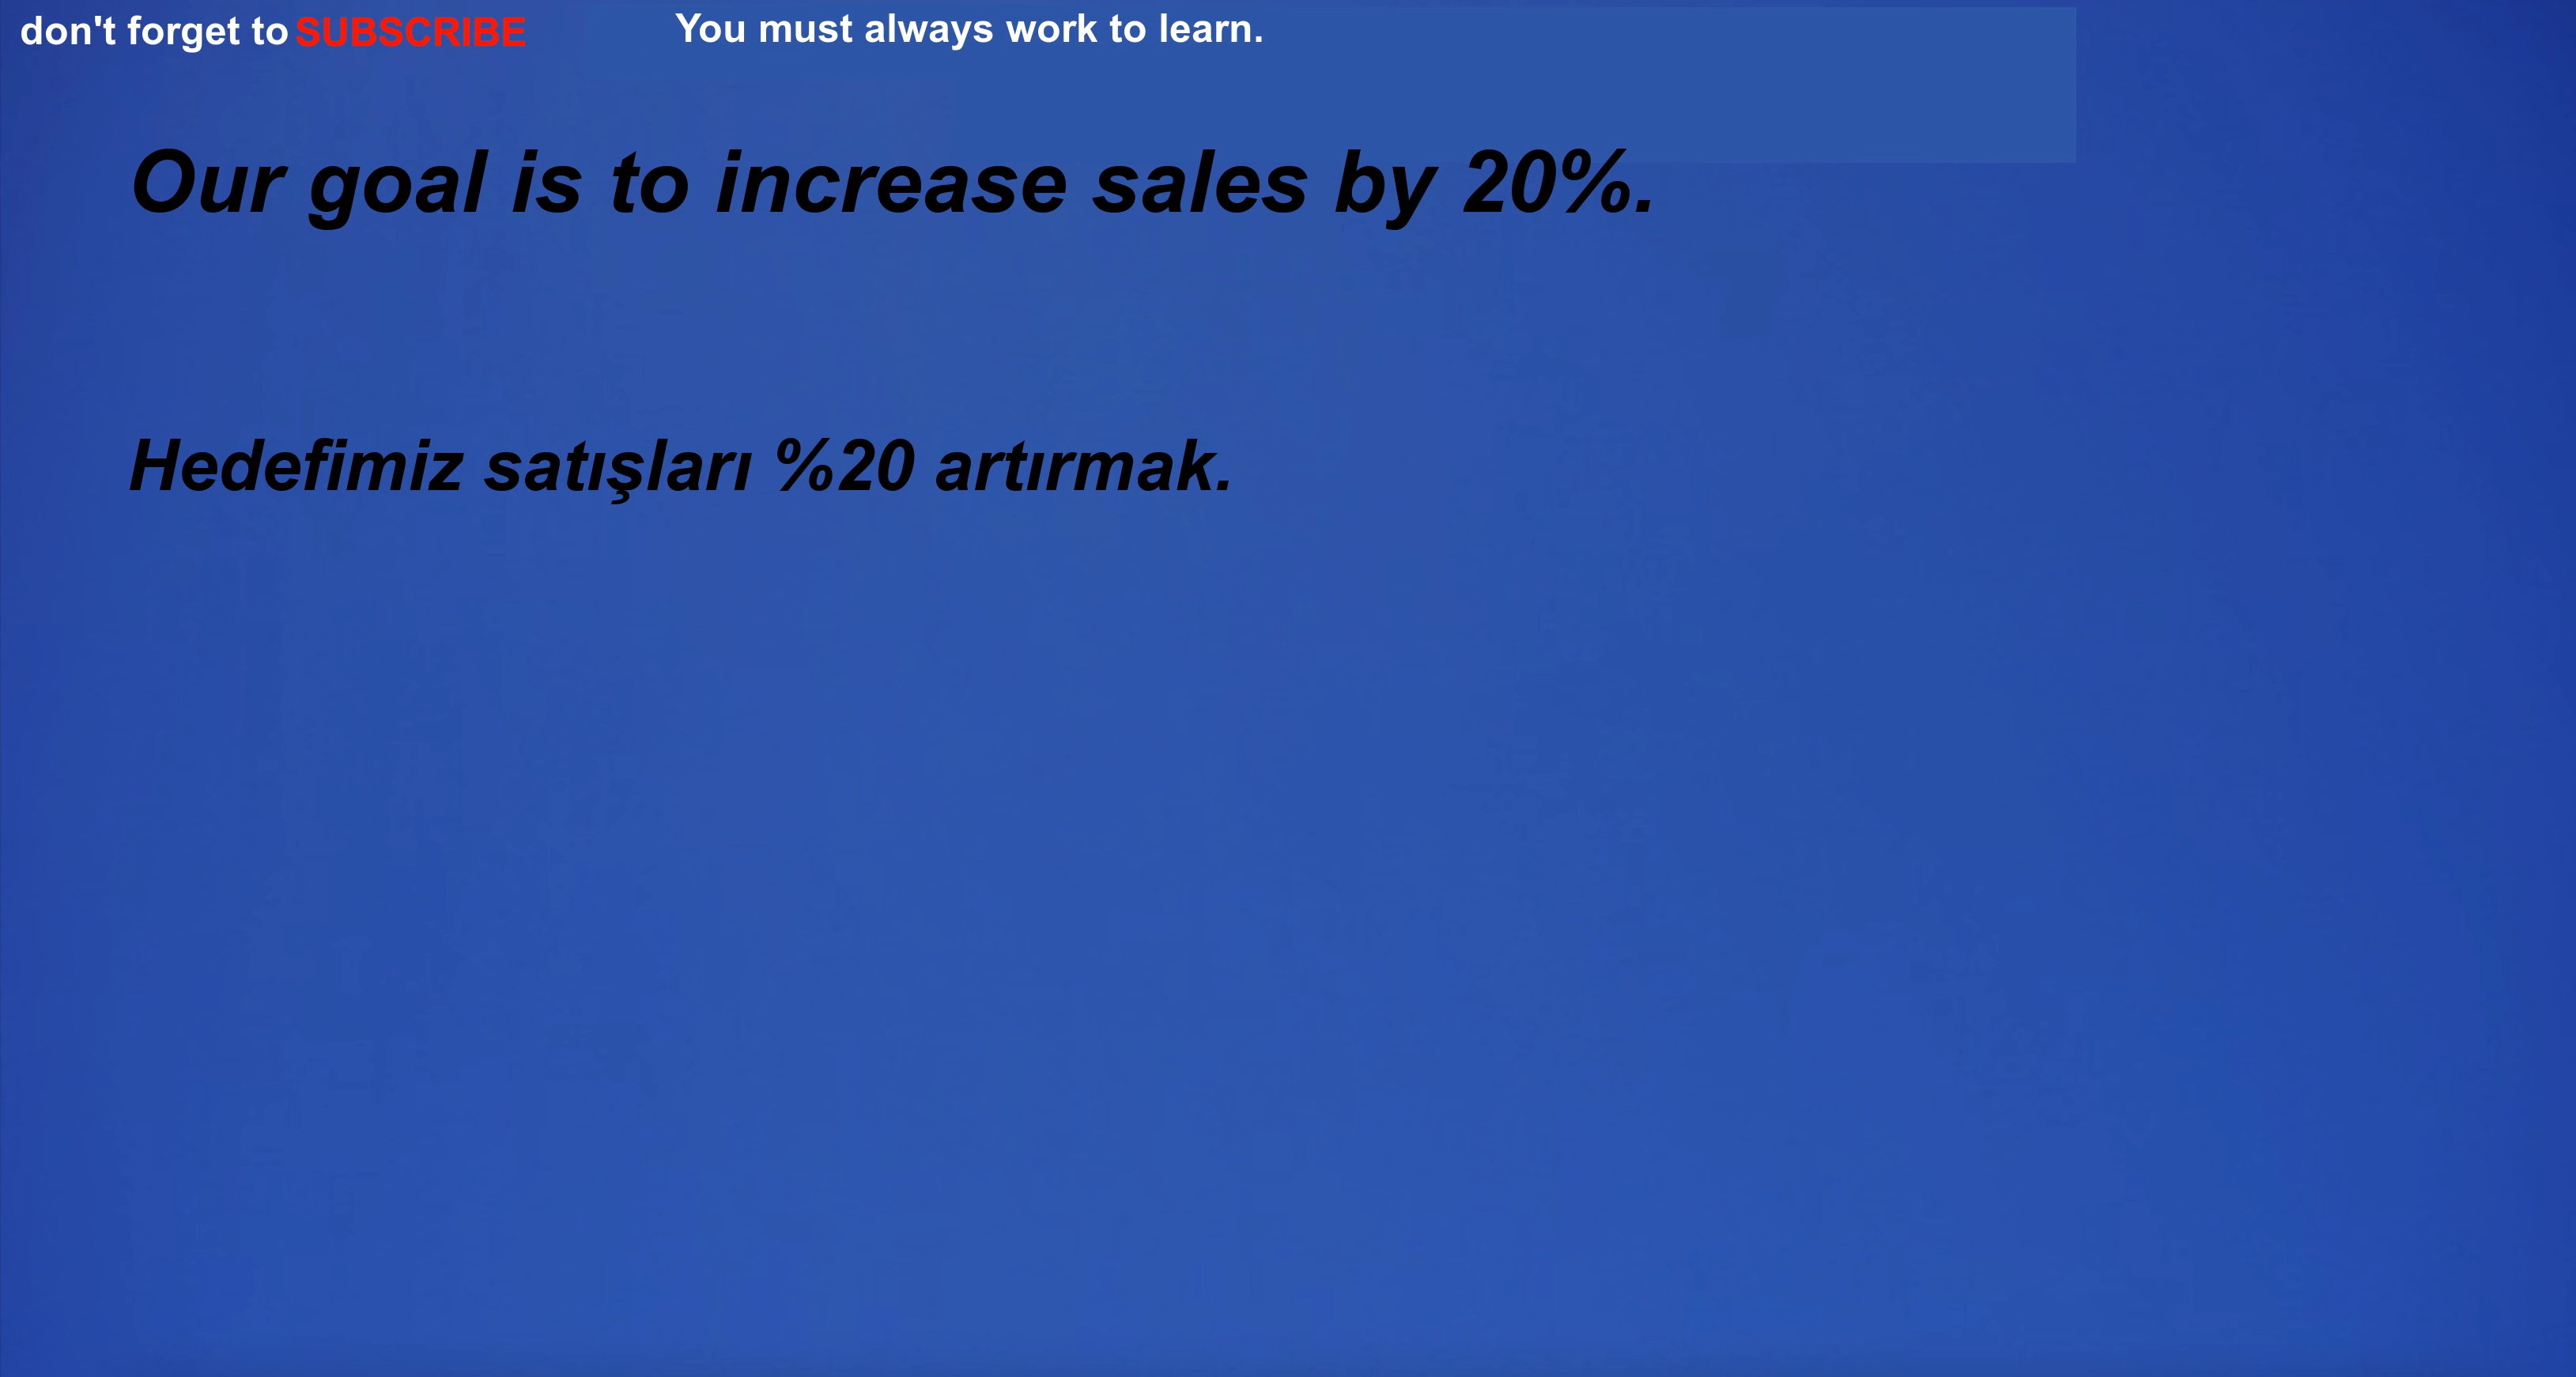 don't forget to SUBSCRIBE You must always work to learn.
Our goal is to increase sales by 20%.
Hedefimiz satışları %20 artırmak.